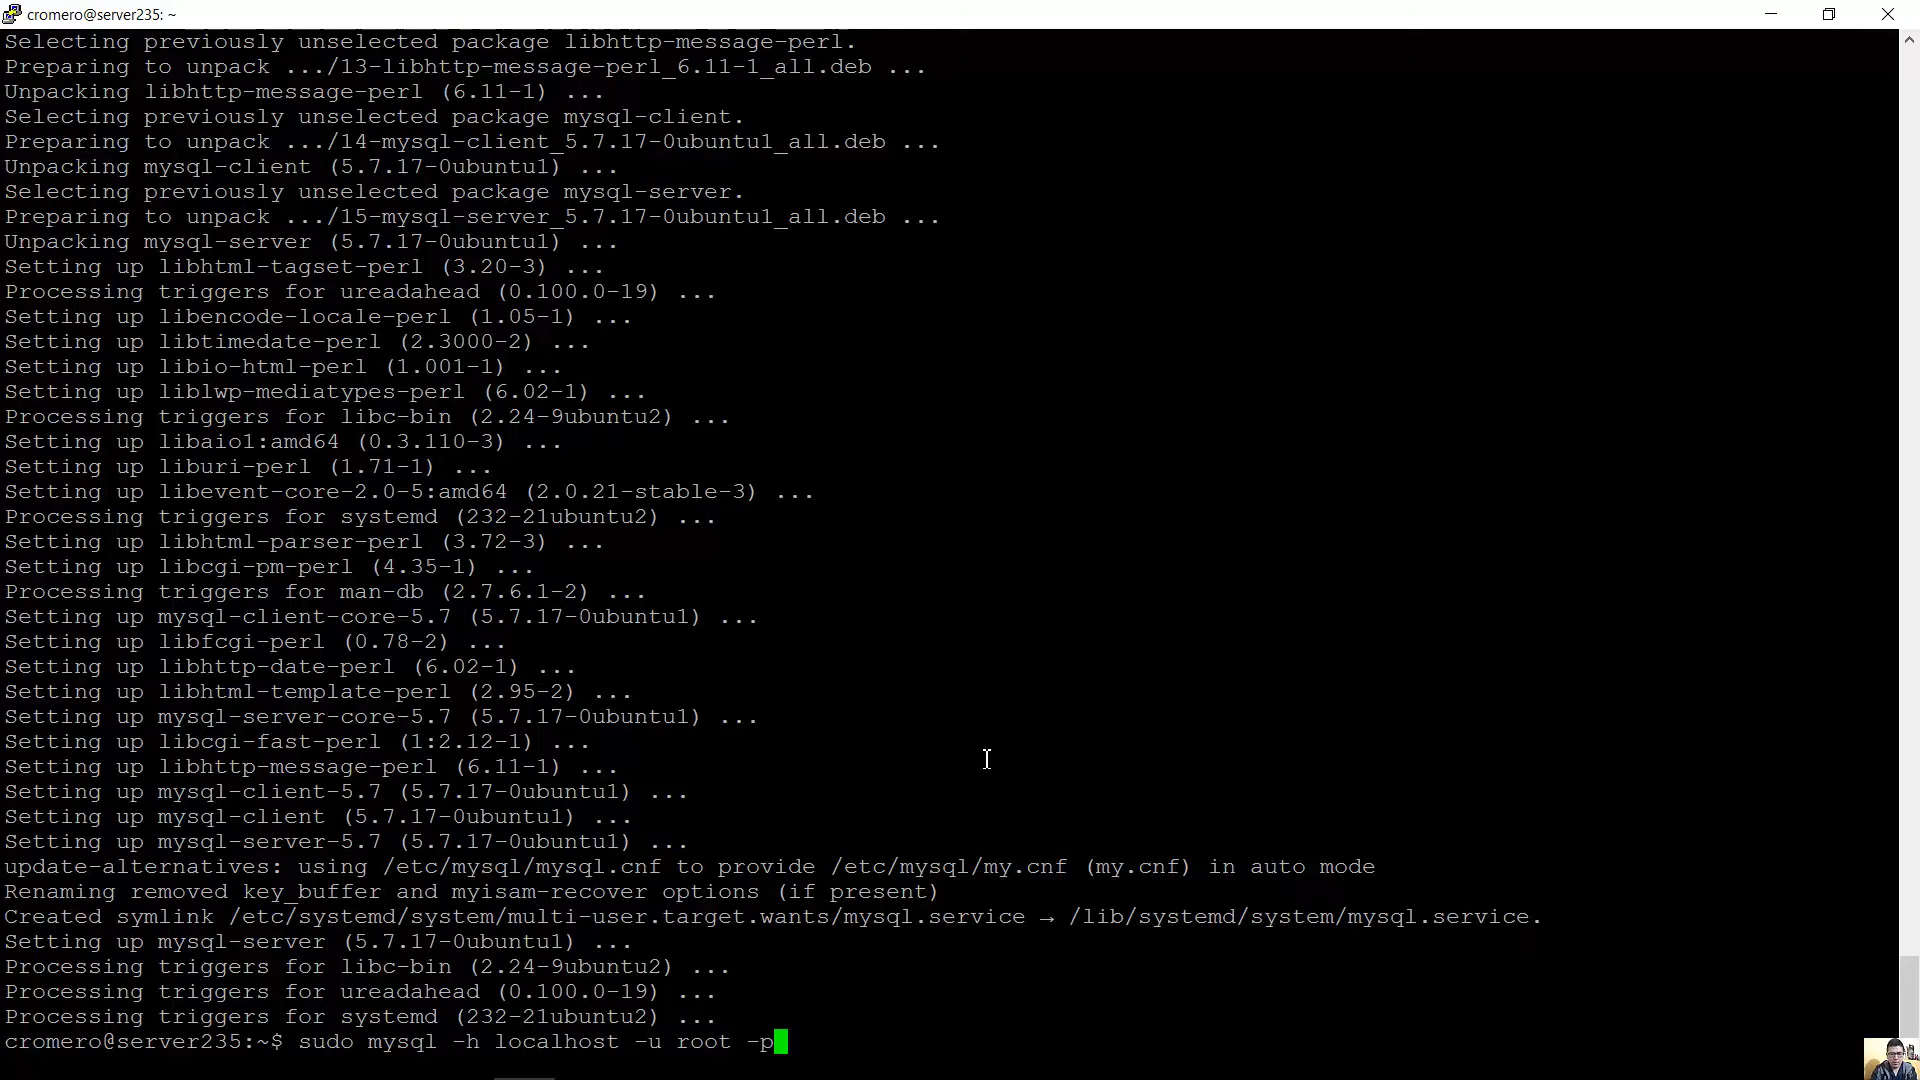 cromero@server235: ~
Selecting previously unselected package libhttp-message-perl.
Preparing to unpack .../13-libhttp-message-perl_6.11-1_all.deb ...
Unpacking libhttp-message-perl (6.11-1) ...
Selecting previously unselected package mysql-client.
Preparing to unpack .../14-mysql-client_5.7.17-0ubuntu1_all.deb ...
Unpacking mysql-client (5.7.17-0ubuntu1) ...
Selecting previously unselected package mysql-server.
Preparing to unpack .../15-mysql-server_5.7.17-0ubuntu1_all.deb ...
Unpacking mysql-server (5.7.17-0ubuntu1) ...
Setting up libhtml-tagset-perl (3.20-3) ...
Processing triggers for ureadahead (0.100.0-19) ...
Setting up libencode-locale-perl (1.05-1) ...
Setting up libtimedate-perl (2.3000-2) ...
Setting up libio-html-perl (1.001-1) ...
Setting up liblwp-mediatypes-perl (6.02-1) ...
Processing triggers for libc-bin (2.24-9ubuntu2) ...
Setting up libaio1:amd64 (0.3.110-3) ...
Setting up liburi-perl (1.71-1) ...
Setting up libevent-core-2.0-5:amd64 (2.0.21-stable-3) ...
Processing triggers for systemd (232-21ubuntu2) ...
Setting up libhtml-parser-perl (3.72-3) ...
Setting up libcgi-pm-perl (4.35-1) ...
Processing triggers for man-db (2.7.6.1-2) ...
Setting up mysql-client-core-5.7 (5.7.17-0ubuntu1) ...
Setting up libfcgi-perl (0.78-2) ...
Setting up libhttp-date-perl (6.02-1) ...
Setting up libhtml-template-perl (2.95-2) ...
Setting up mysql-server-core-5.7 (5.7.17-0ubuntu1) ...
Setting up libcgi-fast-perl (1:2.12-1) ...
Setting up libhttp-message-perl (6.11-1) ...
Setting up mysql-client-5.7 (5.7.17-0ubuntu1) ...
Setting up mysql-client (5.7.17-0ubuntu1) ...
Setting up mysql-server-5.7 (5.7.17-0ubuntu1) ...
update-alternatives: using /etc/mysql/mysql.cnf to provide /etc/mysql/my.cnf (my.cnf) in auto mode
Renaming removed key_buffer and myisam-recover options (if present)
Created symlink /etc/systemd/system/multi-user.target.wants/mysql.service → /lib/systemd/system/mysql.service.
Setting up mysql-server (5.7.17-0ubuntu1) ...
Processing triggers for libc-bin (2.24-9ubuntu2) ...
Processing triggers for ureadahead (0.100.0-19) ...
Processing triggers for systemd (232-21ubuntu2) ...
cromero@server235:~$ sudo mysql -h localhost -u root -p